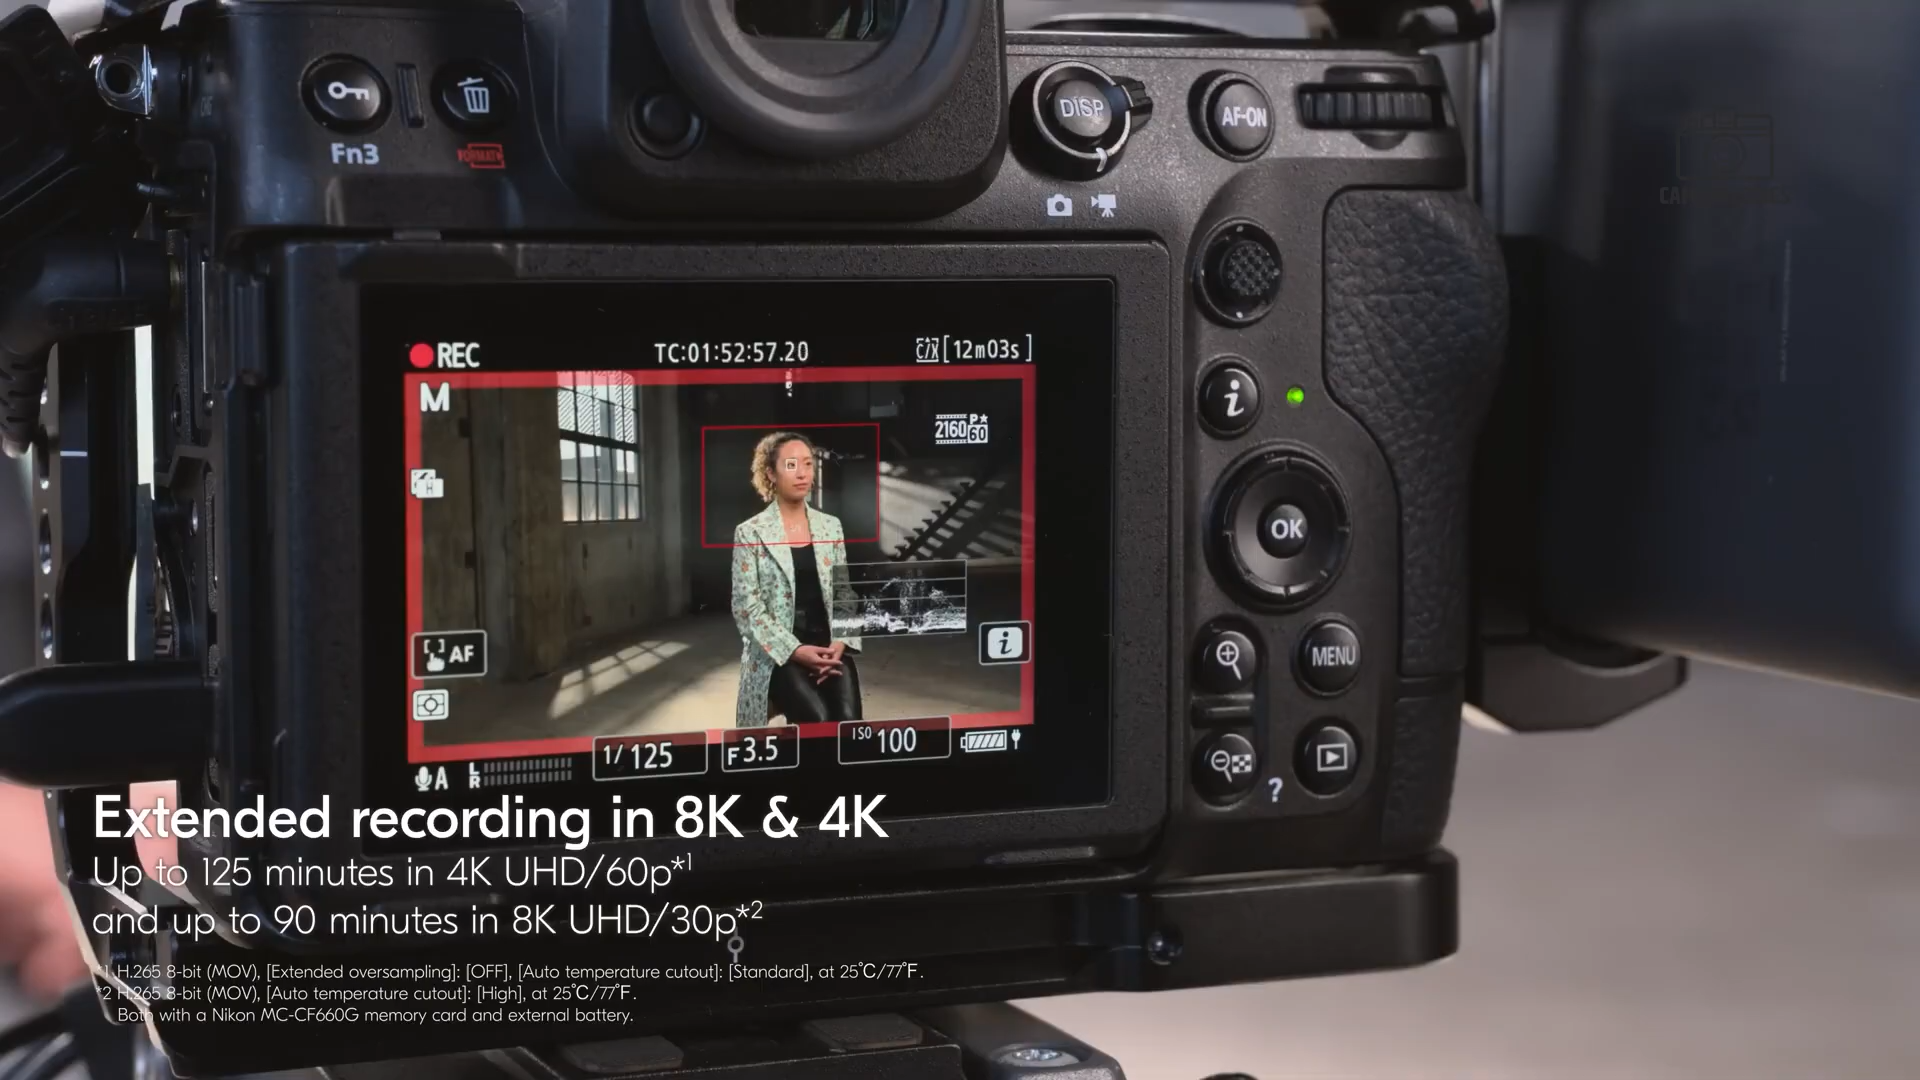 Fn3
FORMAT
DISP
AF-ON
REC
TC:01:52:57.20
C/X [12m03s ]
M
2160 P★
60
i
H
OK
AF
i
MENU
1/125
F3.5
ISO 100
A
L
R
?
Extended recording in 8K & 4K
Up to 125 minutes in 4K UHD/60p*1
and up to 90 minutes in 8K UHD/30p*2
*1 H.265 8-bit (MOV), [Extended oversampling]: [OFF], [Auto temperature cutout]: [Standard], at 25°C/77°F.
*2 H.265 8-bit (MOV), [Auto temperature cutout]: [High], at 25°C/77°F.
Both with a Nikon MC-CF660G memory card and external battery.